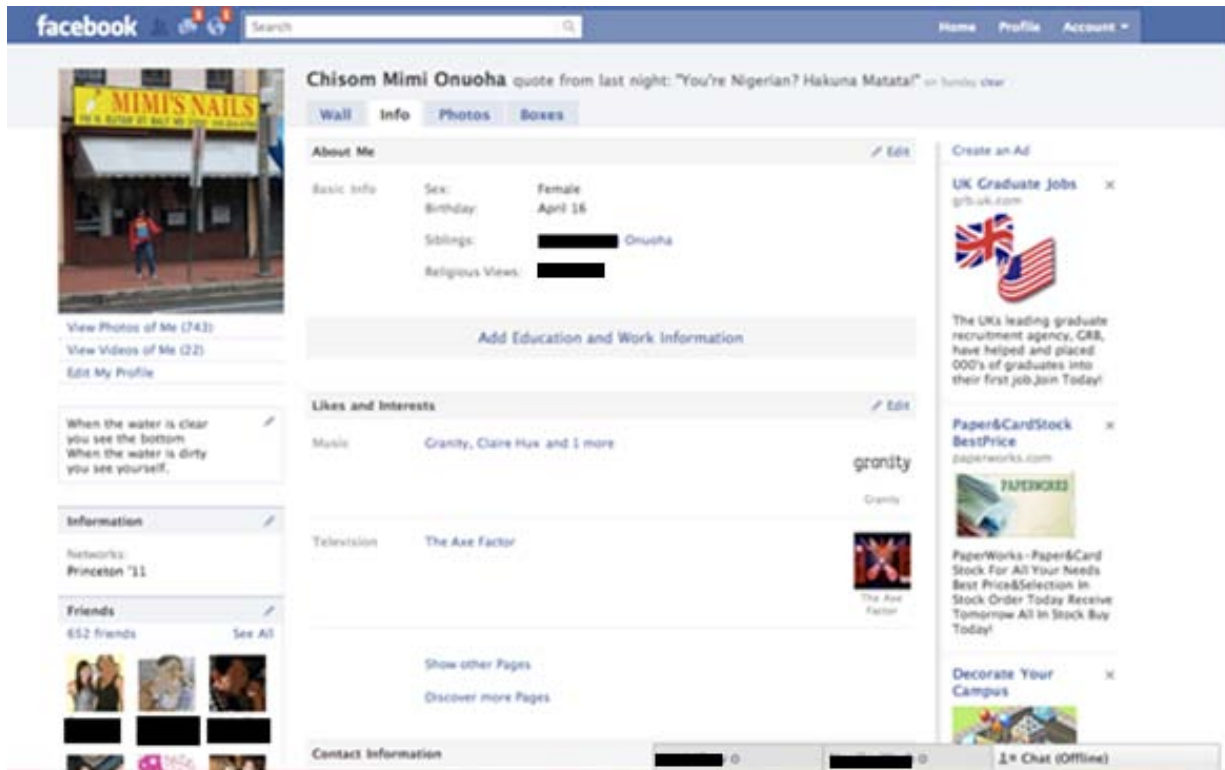 facebook
Search
Home Profile Account
MIMI'S NAILS
Chisom Mimi Onuoha quote from last night: "You're Nigerian? Hakuna Matata!" on Sunday clear
Wall Info Photos Boxes
About Me Edit
Basic Info Sex: Female
Birthday: April 16
Siblings: Onuoha
Religious Views:
Add Education and Work Information
Likes and Interests Edit
Music Granity, Claire Hux and 1 more
granity
Granity
Television The Axe Factor
The Axe
Factor
Show other Pages
Discover more Pages
Contact Information
View Photos of Me (743)
View Videos of Me (22)
Edit My Profile
When the water is clear
you see the bottom
When the water is dirty
you see yourself.
Information
Networks:
Princeton '11
Friends
652 friends See All
Create an Ad
UK Graduate Jobs
grb.uk.com
The UKs leading graduate
recruitment agency, GRB,
have helped and placed
000's of graduates into
their first job.Join Today!
Paper&CardStock
BestPrice
paperworks.com
PAPERWORKS
PaperWorks-Paper&Card
Stock For All Your Needs
Best Price&Selection In
Stock Order Today Receive
Tomorrow All In Stock Buy
Today!
Decorate Your
Campus
Chat (Offline)